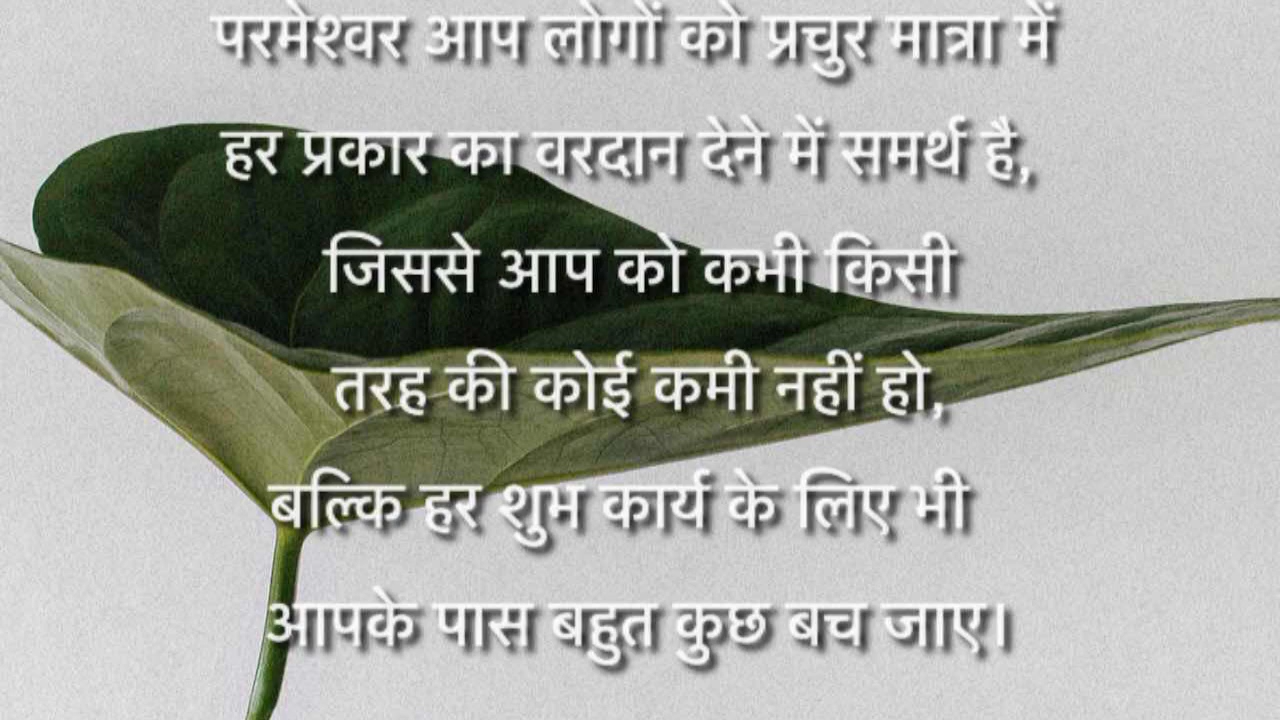 परमेश्वर आप लोगों को प्रचुर मात्रा में
हर प्रकार का वरदान देने में समर्थ है,
जिससे आप को कभी किसी
तरह की कोई कमी नहीं हो,
बल्कि हर शुभ कार्य के लिए भी
आपके पास बहुत कुछ बच जाए।